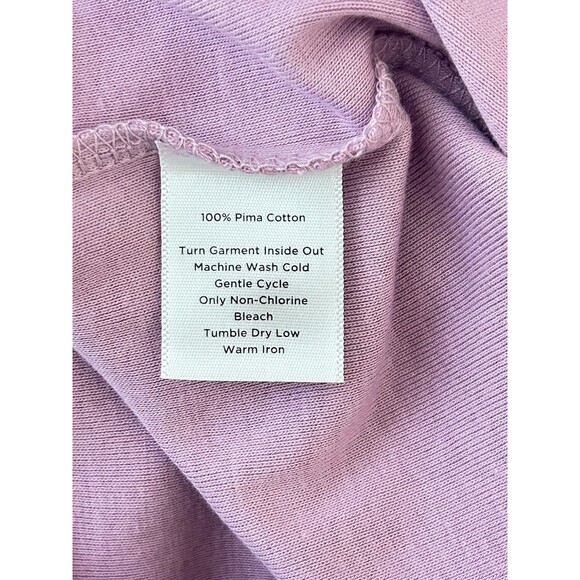 100% Pima Cotton
Turn Garment Inside Out
Machine Wash Cold
Gentle Cycle
Only Non-Chlorine
Bleach
Tumble Dry Low
Warm Iron